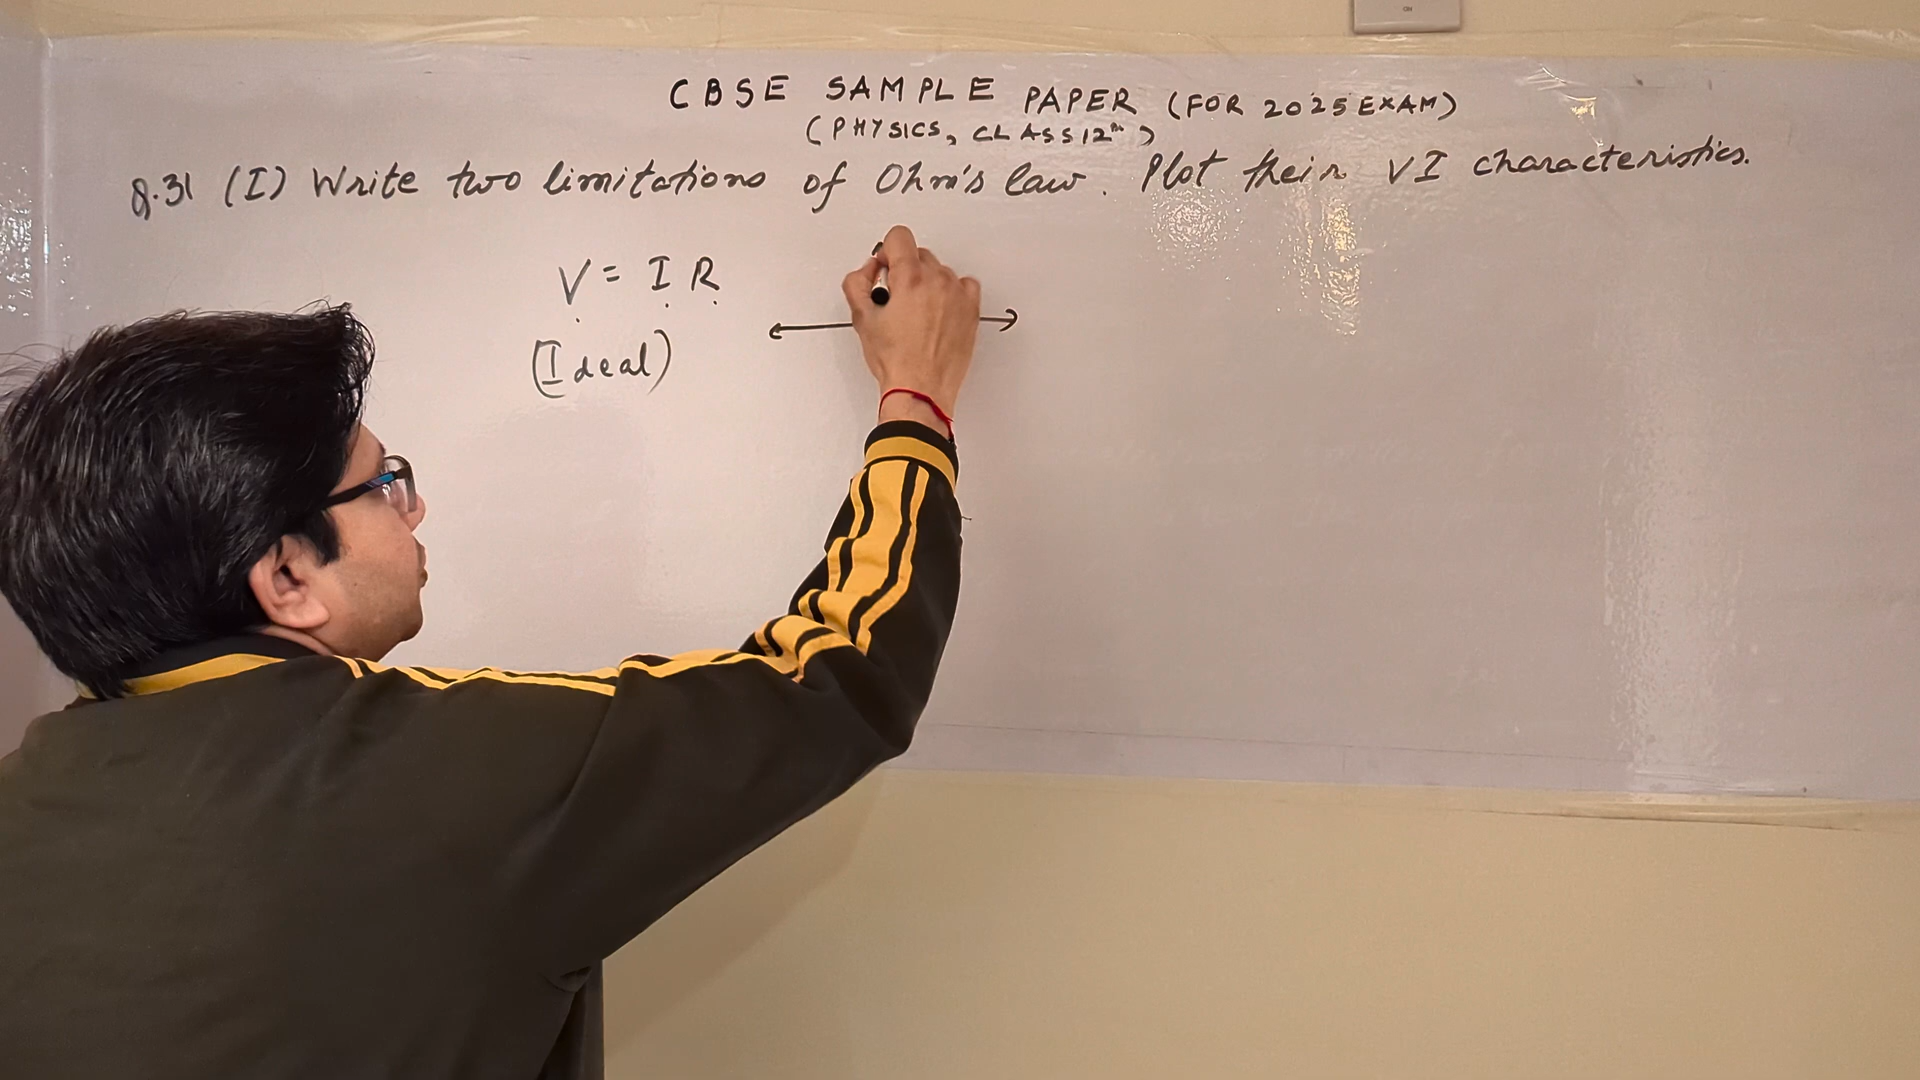 CBSE SAMPLE PAPER (FOR 2025 EXAM)
(PHYSICS, CLASS 12th)
Q.31 (I) Write two limitations of Ohm's law. Plot their VI characteristics.
V = I R
(Ideal)